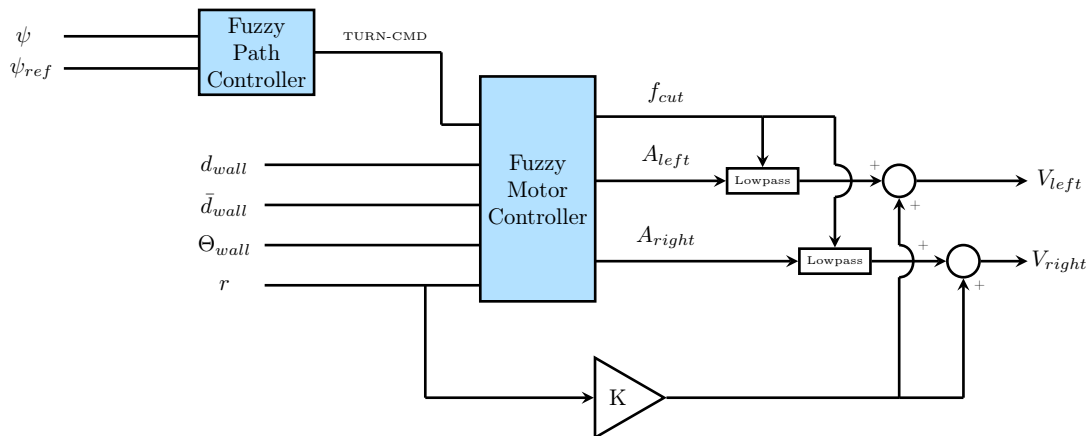 ψ
ψ_ref
Fuzzy
Path
Controller
TURN-CMD
d_wall
d̄_wall
Θ_wall
r
Fuzzy
Motor
Controller
f_cut
A_left
A_right
Lowpass
Lowpass
+
+
+
+
V_left
V_right
K